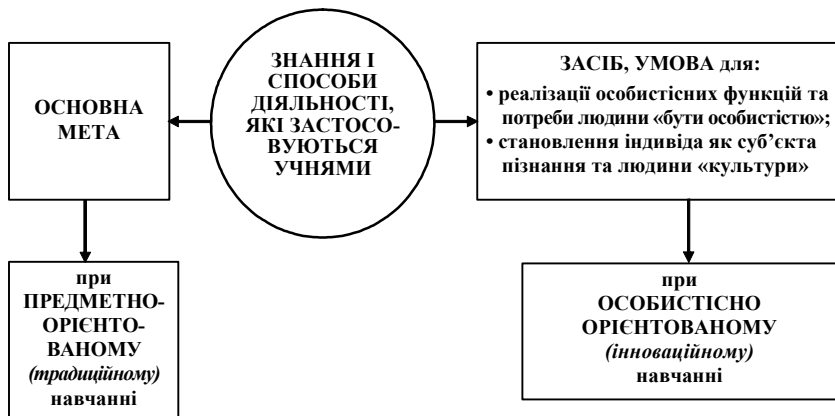 ОСНОВНА
МЕТА
ЗНАННЯ І
СПОСОБИ
ДІЯЛЬНОСТІ,
ЯКІ ЗАСТОСО-
ВУЮТЬСЯ
УЧНЯМИ
ЗАСІБ, УМОВА для:
• реалізації особистісних функцій та
потреби людини «бути особистістю»;
• становлення індивіда як суб’єкта
пізнання та людини «культури»
при
ПРЕДМЕТНО-
ОРІЄНТО-
ВАНОМУ
(традиційному)
навчанні
при
ОСОБИСТІСНО
ОРІЄНТОВАНОМУ
(інноваційному)
навчанні